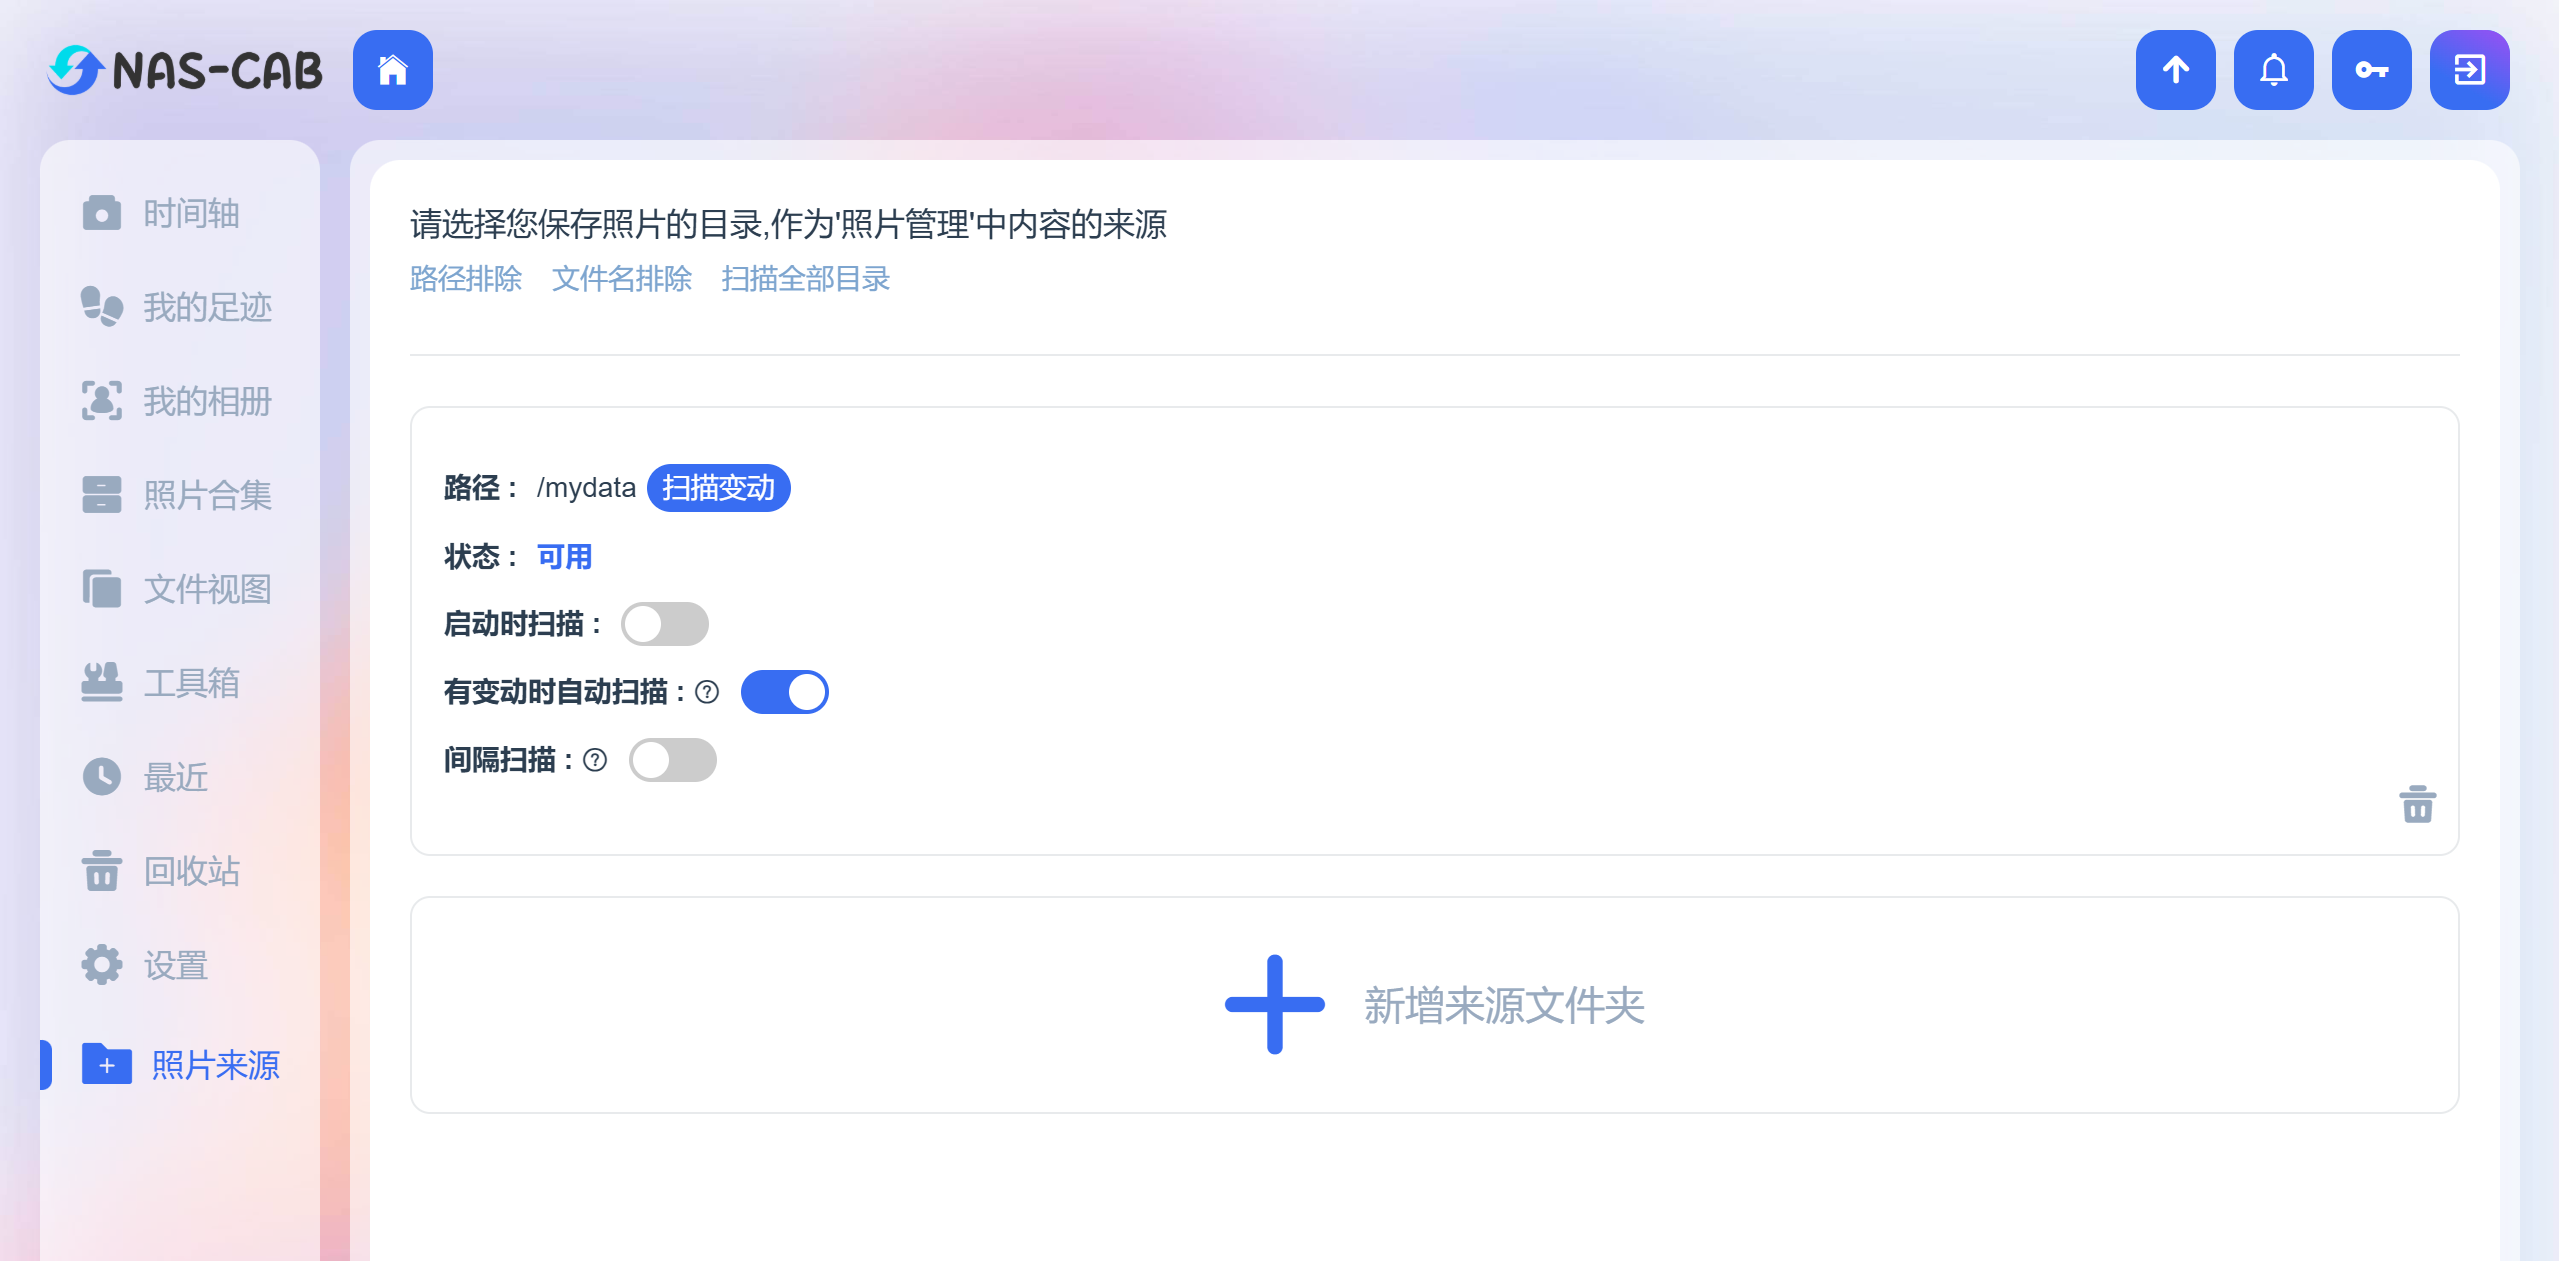 NAS-CAB
时间轴
我的足迹
我的相册
照片合集
文件视图
工具箱
最近
回收站
设置
照片来源
请选择您保存照片的目录,作为'照片管理'中内容的来源
路径排除 文件名排除 扫描全部目录
路径： /mydata 扫描变动
状态： 可用
启动时扫描：
有变动时自动扫描：?
间隔扫描：?
新增来源文件夹